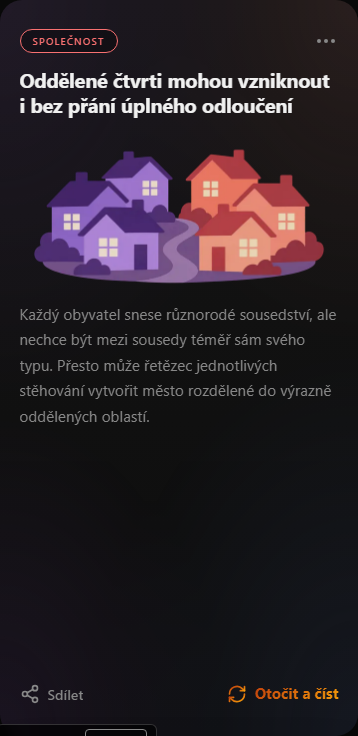 SPOLEČNOST
Oddělené čtvrti mohou vzniknout
i bez přání úplného odloučení
Každý obyvatel snese různorodé sousedství, ale
nechce být mezi sousedy téměř sám svého
typu. Přesto může řetězec jednotlivých
stěhování vytvořit město rozdělené do výrazně
oddělených oblastí.
Sdílet
Otočit a číst